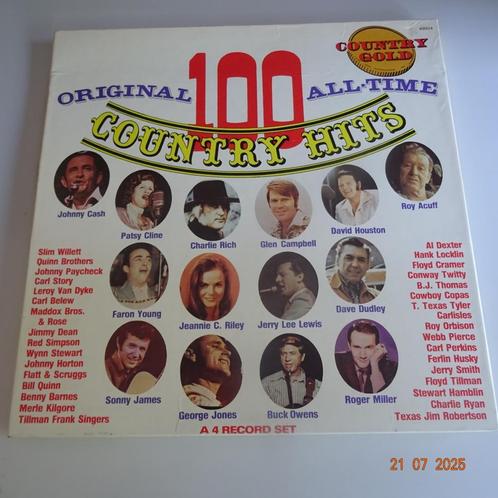 49024
COUNTRY
GOLD
ORIGINAL 100 ALL-TIME
COUNTRY HITS
Johnny Cash
Patsy Cline
Charlie Rich
Glen Campbell
David Houston
Roy Acuff
Slim Willett
Quinn Brothers
Johnny Paycheck
Carl Story
Leroy Van Dyke
Carl Belew
Maddox Bros.
& Rose
Jimmy Dean
Red Simpson
Wynn Stewart
Johnny Horton
Flatt & Scruggs
Bill Quinn
Benny Barnes
Merle Kilgore
Tillman Frank Singers
Faron Young
Jeannie C. Riley
Jerry Lee Lewis
Dave Dudley
Sonny James
George Jones
Buck Owens
Roger Miller
Al Dexter
Hank Locklin
Floyd Cramer
Conway Twitty
B.J. Thomas
Cowboy Copas
T. Texas Tyler
Carlisles
Roy Orbison
Webb Pierce
Carl Perkins
Ferlin Husky
Jerry Smith
Floyd Tillman
Stewart Hamblin
Charlie Ryan
Texas Jim Robertson
A 4 RECORD SET
21 07 2025